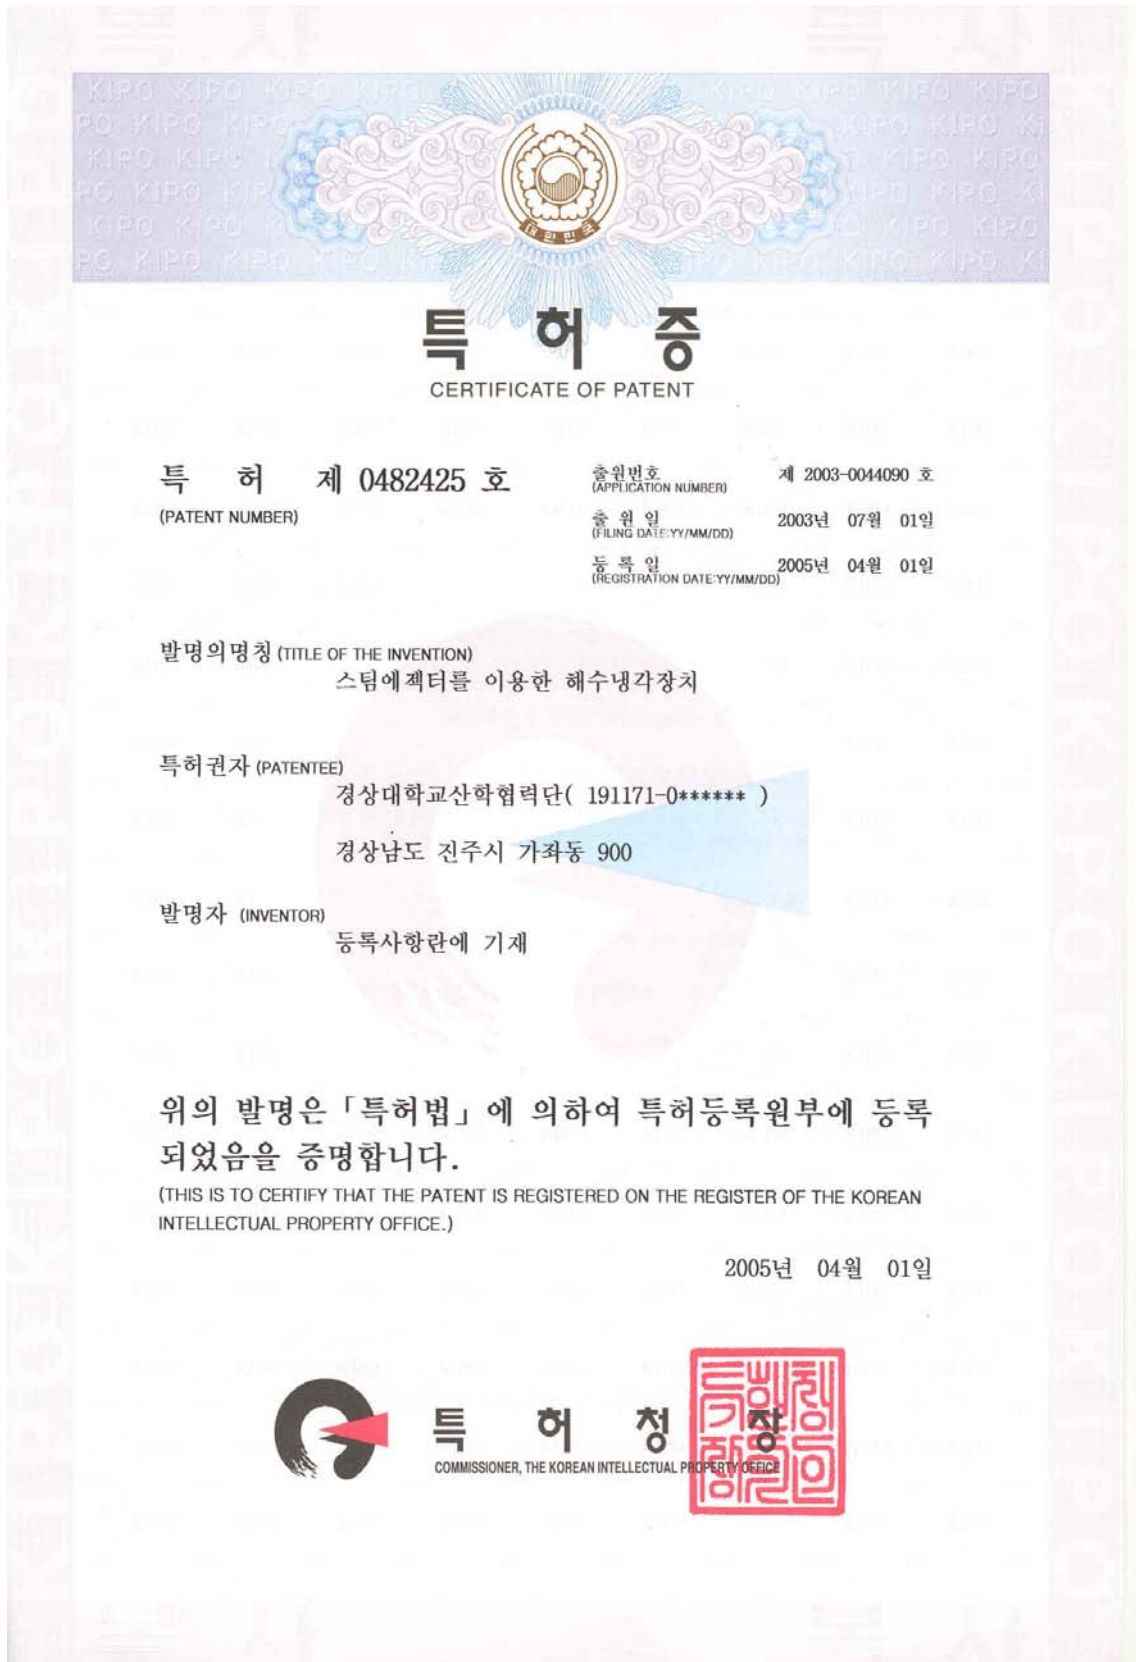 대한민국
특 허 증
CERTIFICATE OF PATENT
특 허 제 0482425 호
(PATENT NUMBER)
출원번호 제 2003-0044090 호
(APPLICATION NUMBER)
출 원 일 2003년 07월 01일
(FILING DATE:YY/MM/DD)
등 록 일 2005년 04월 01일
(REGISTRATION DATE:YY/MM/DD)
발명의명칭 (TITLE OF THE INVENTION)
스팀에젝터를 이용한 해수냉각장치
특허권자 (PATENTEE)
경상대학교산학협력단( 191171-0****** )
경상남도 진주시 가좌동 900
발명자 (INVENTOR)
등록사항란에 기재
위의 발명은 「특허법」에 의하여 특허등록원부에 등록
되었음을 증명합니다.
(THIS IS TO CERTIFY THAT THE PATENT IS REGISTERED ON THE REGISTER OF THE KOREAN
INTELLECTUAL PROPERTY OFFICE.)
2005년 04월 01일
특 허 청 장
COMMISSIONER, THE KOREAN INTELLECTUAL PROPERTY OFFICE